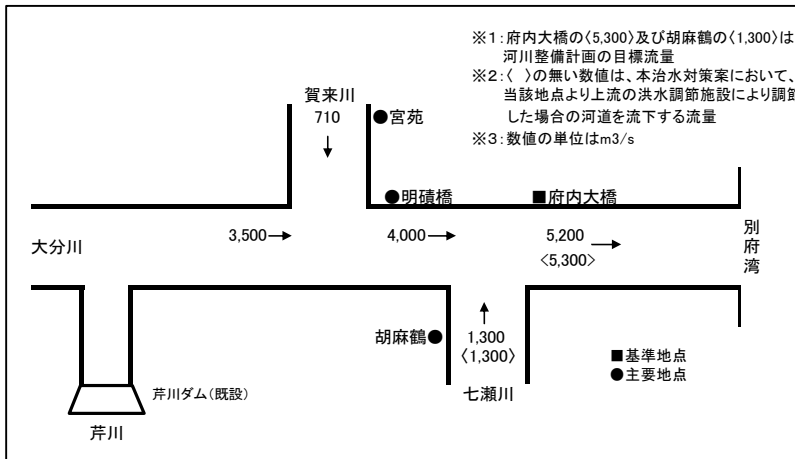 ※1：府内大橋の〈5,300〉及び胡麻鶴の〈1,300〉は
河川整備計画の目標流量
※2：〈　〉の無い数値は、本治水対策案において、
当該地点より上流の洪水調節施設により調節
した場合の河道を流下する流量
※3：数値の単位はm3/s
賀来川
710
↓
●宮苑
●明磧橋
■府内大橋
大分川
3,500→
4,000→
5,200
→
〈5,300〉
別府湾
胡麻鶴●
↑
1,300
〈1,300〉
七瀬川
■基準地点
●主要地点
芹川ダム（既設）
芹川